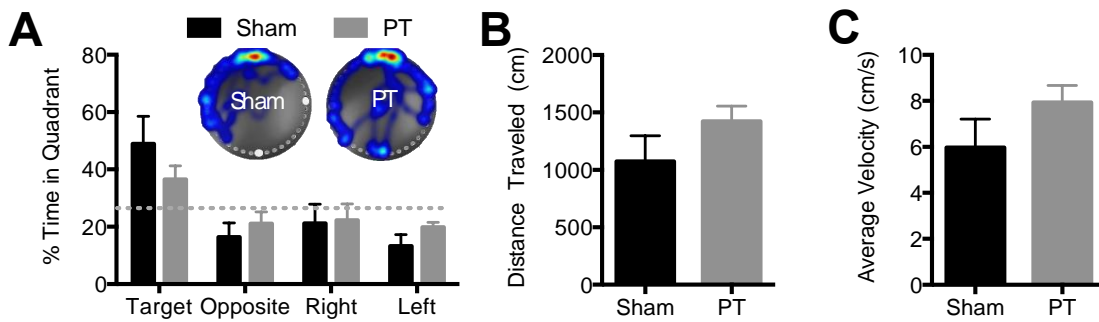 A
Sham PT
% Time in Quadrant
80
60
40
20
0
Sham
PT
Target Opposite Right Left
B
Distance Traveled (cm)
2000
1500
1000
500
0
Sham PT
C
Average Velocity (cm/s)
10
8
6
4
2
0
Sham PT